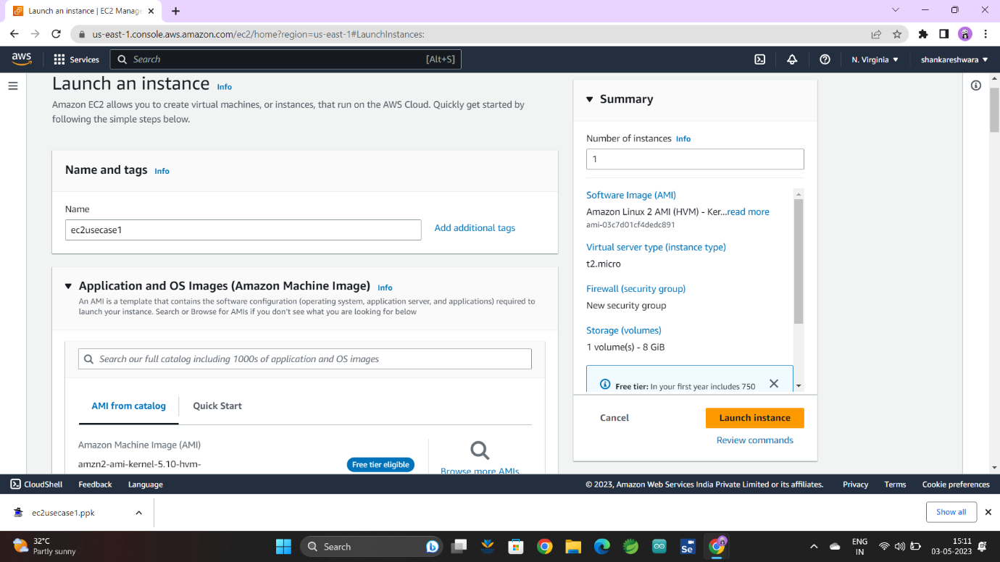 Launch an instance | EC2 Manage
us-east-1.console.aws.amazon.com/ec2/home?region=us-east-1#LaunchInstances:
aws
Services
Search
[Alt+S]
N. Virginia
shankareshwara
Launch an instance Info
Amazon EC2 allows you to create virtual machines, or instances, that run on the AWS Cloud. Quickly get started by
following the simple steps below.
Name and tags Info
Name
ec2usecase1
Add additional tags
Application and OS Images (Amazon Machine Image) Info
An AMI is a template that contains the software configuration (operating system, application server, and applications) required to
launch your instance. Search or Browse for AMIs if you don't see what you are looking for below
Search our full catalog including 1000s of application and OS images
AMI from catalog
Quick Start
Amazon Machine Image (AMI)
amzn2-ami-kernel-5.10-hvm-
Free tier eligible
Browse more AMIs
Summary
Number of instances Info
1
Software Image (AMI)
Amazon Linux 2 AMI (HVM) - Ker...read more
ami-03c7d01cf4dedc891
Virtual server type (instance type)
t2.micro
Firewall (security group)
New security group
Storage (volumes)
1 volume(s) - 8 GiB
Free tier: In your first year includes 750
Cancel
Launch instance
Review commands
CloudShell
Feedback
Language
© 2023, Amazon Web Services India Private Limited or its affiliates.
Privacy
Terms
Cookie preferences
ec2usecase1.ppk
Show all
32°C
Partly sunny
Search
Se
ENG
IN
15:11
03-05-2023